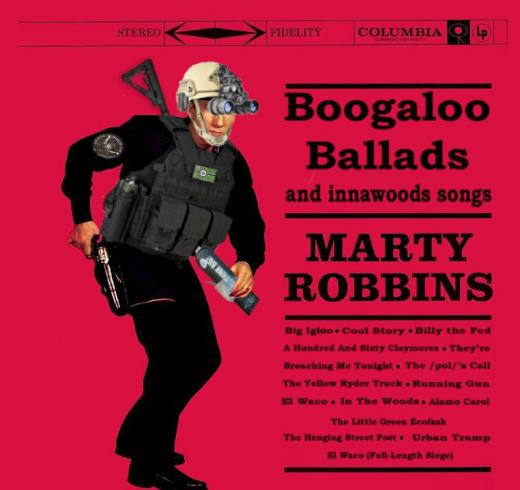 STEREO FIDELITY COLUMBIA Lp
Boogaloo
Ballads
and innawoods songs
MARTY
ROBBINS
Big Igloo • Cool Story • Billy the Fed
A Hundred And Sixty Claymores • They're
Breaching Me Tonight • The /pol/'s Call
The Yellow Ryder Truck • Running Gun
El Waco • In The Woods • Alamo Carol
The Little Green Ecofash
The Hanging Street Post • Urban Tramp
El Waco (Full-Length Siege)